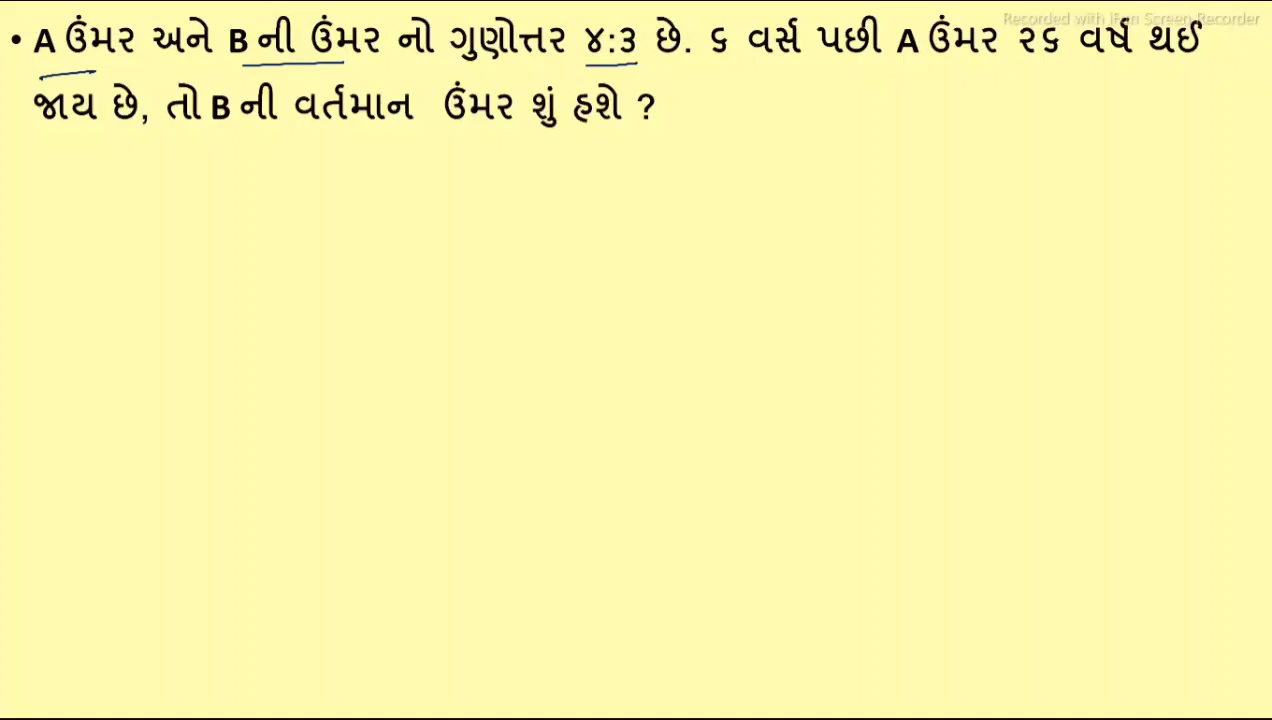 Recorded with iFun Screen Recorder
• A ઉંમર અને B ની ઉંમર નો ગુણોત્તર ૪:૩ છે. ૬ વર્સ પછી A ઉંમર ૨૬ વર્ષ થઈ
જાય છે, તો B ની વર્તમાન ઉંમર શું હશે ?